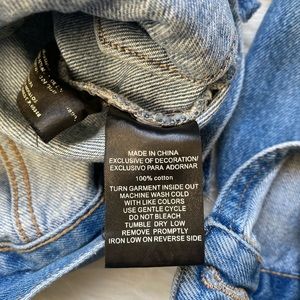 MADE IN CHINA
EXCLUSIVE OF DECORATION/
EXCLUSIVO PARA ADORNAR
100% cotton
TURN GARMENT INSIDE OUT
MACHINE WASH COLD
WITH LIKE COLORS
USE GENTLE CYCLE
DO NOT BLEACH
TUMBLE DRY LOW
REMOVE PROMPTLY
IRON LOW ON REVERSE SIDE